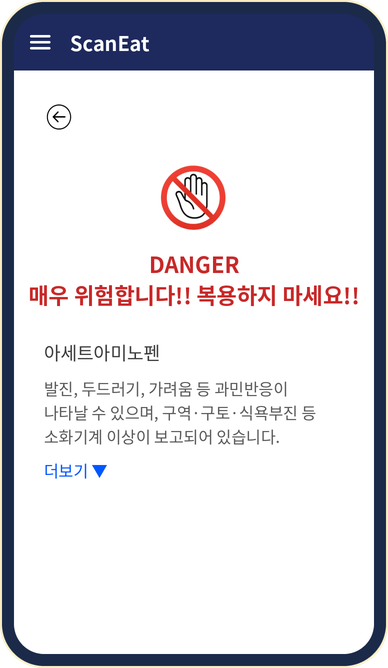 ScanEat
DANGER
매우 위험합니다!! 복용하지 마세요!!
아세트아미노펜
발진, 두드러기, 가려움 등 과민반응이
나타날 수 있으며, 구역·구토·식욕부진 등
소화기계 이상이 보고되어 있습니다.
더보기 ▼